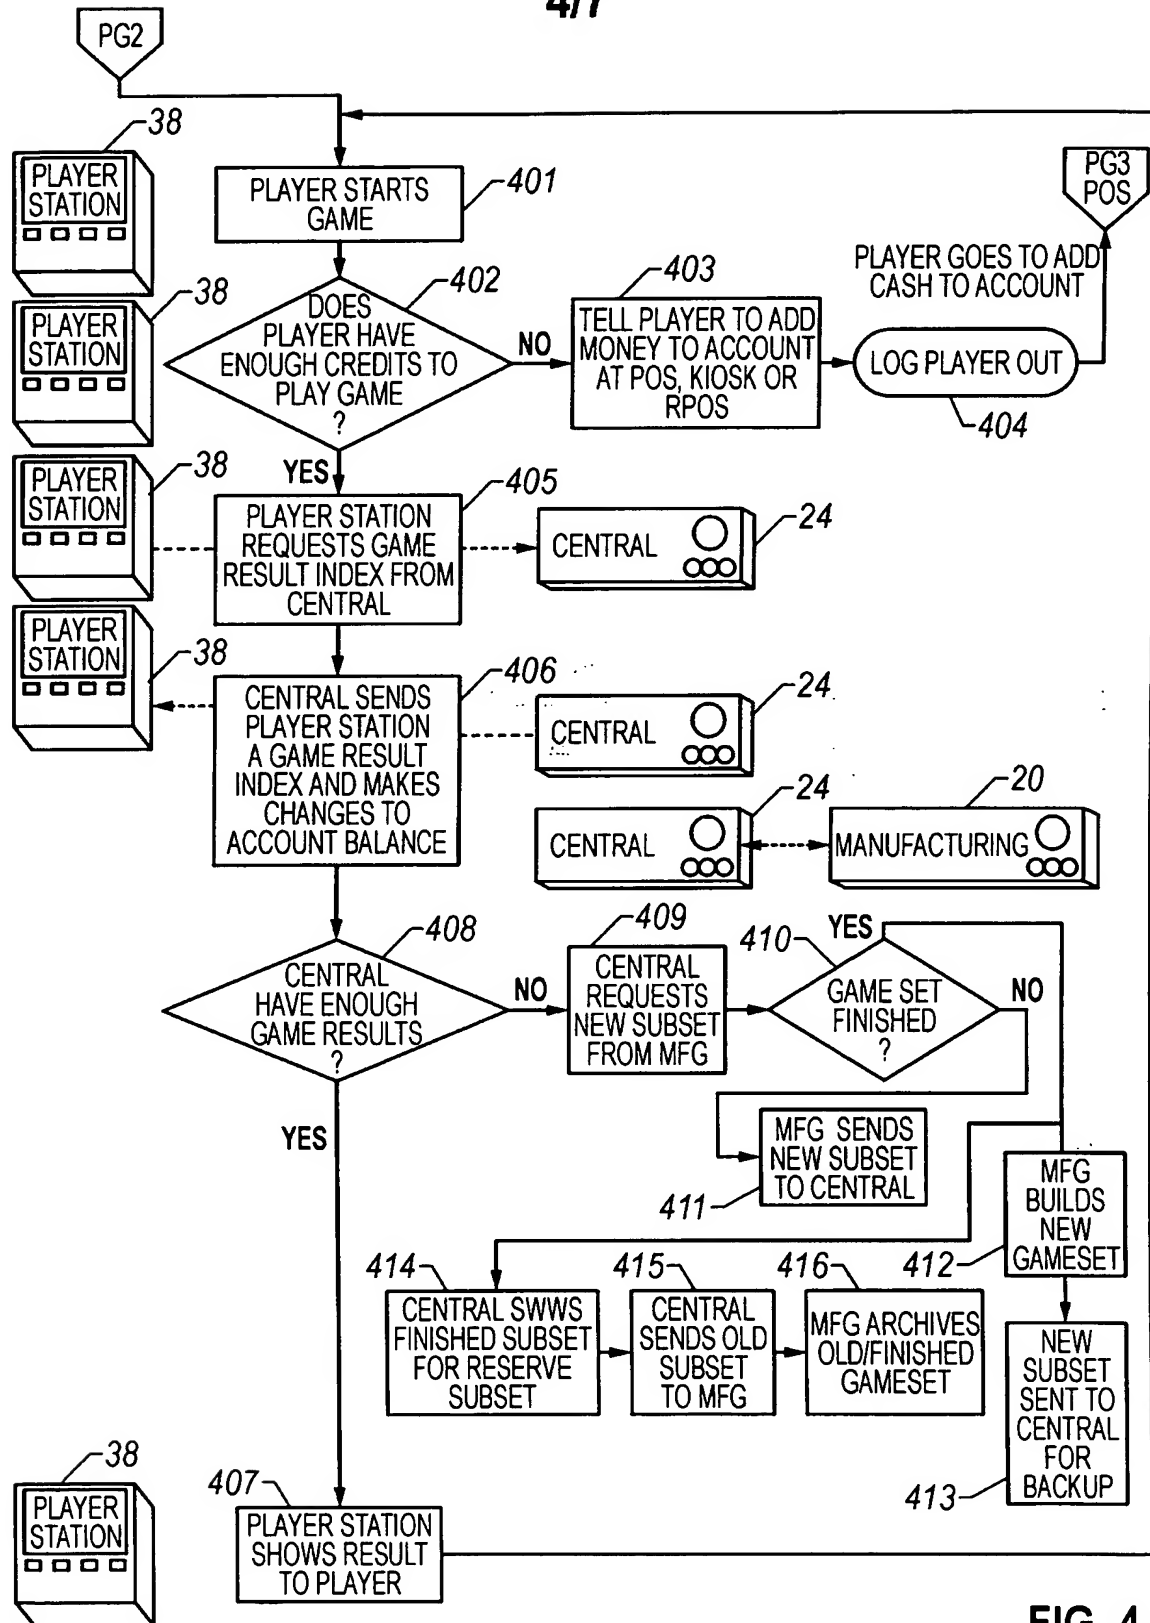 4/7
PG2
38
PLAYER
STATION
PLAYER STARTS
GAME
401
PG3
POS
PLAYER GOES TO ADD
CASH TO ACCOUNT
38
PLAYER
STATION
DOES
PLAYER HAVE
ENOUGH CREDITS TO
PLAY GAME
?
402
NO
403
TELL PLAYER TO ADD
MONEY TO ACCOUNT
AT POS, KIOSK OR
RPOS
LOG PLAYER OUT
404
YES
38
PLAYER
STATION
PLAYER STATION
REQUESTS GAME
RESULT INDEX FROM
CENTRAL
405
CENTRAL
24
38
PLAYER
STATION
CENTRAL SENDS
PLAYER STATION
A GAME RESULT
INDEX AND MAKES
CHANGES TO
ACCOUNT BALANCE
406
CENTRAL
24
CENTRAL
24
MANUFACTURING
20
CENTRAL
HAVE ENOUGH
GAME RESULTS
?
408
NO
409
CENTRAL
REQUESTS
NEW SUBSET
FROM MFG
410
YES
GAME SET
FINISHED
?
NO
YES
MFG SENDS
NEW SUBSET
TO CENTRAL
411
MFG
BUILDS
NEW
GAMESET
412
414
CENTRAL SWWS
FINISHED SUBSET
FOR RESERVE
SUBSET
415
CENTRAL
SENDS OLD
SUBSET
TO MFG
416
MFG ARCHIVES
OLD/FINISHED
GAMESET
NEW
SUBSET
SENT TO
CENTRAL
FOR
BACKUP
413
38
PLAYER
STATION
407
PLAYER STATION
SHOWS RESULT
TO PLAYER
FIG. 4